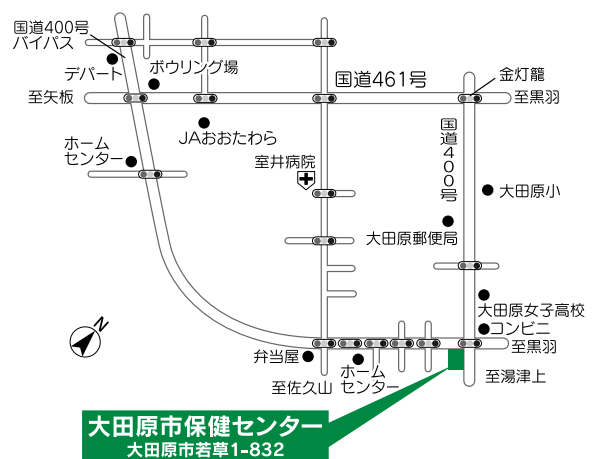 国道400号
バイパス
デパート
ボウリング場
国道461号
金灯籠
至矢板
至黒羽
JAおおたわら
ホーム
センター
室井病院
国道400号
大田原小
大田原郵便局
大田原女子高校
コンビニ
至黒羽
弁当屋
ホーム
センター
至佐久山
至湯津上
N
大田原市保健センター
大田原市若草1-832